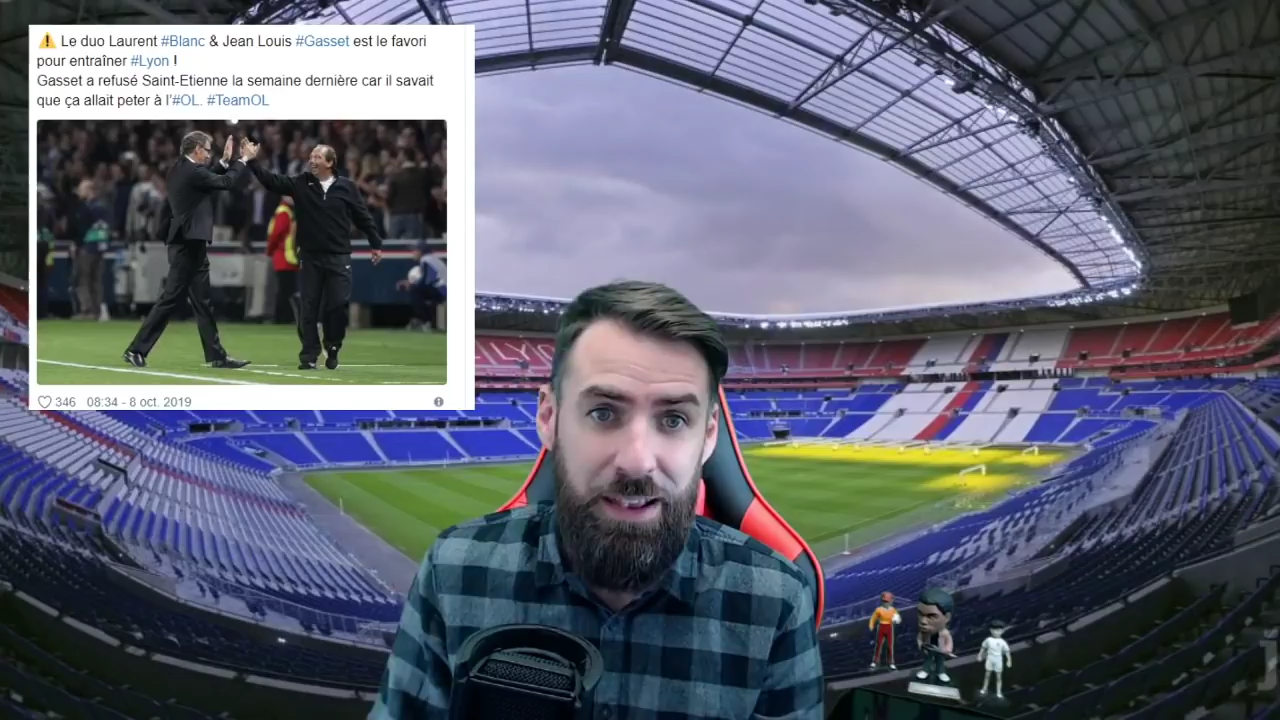 ⚠ Le duo Laurent #Blanc & Jean Louis #Gasset est le favori
pour entraîner #Lyon !
Gasset a refusé Saint-Etienne la semaine dernière car il savait
que ça allait peter à l'#OL. #TeamOL
346 08:34 - 8 oct. 2019
LYO